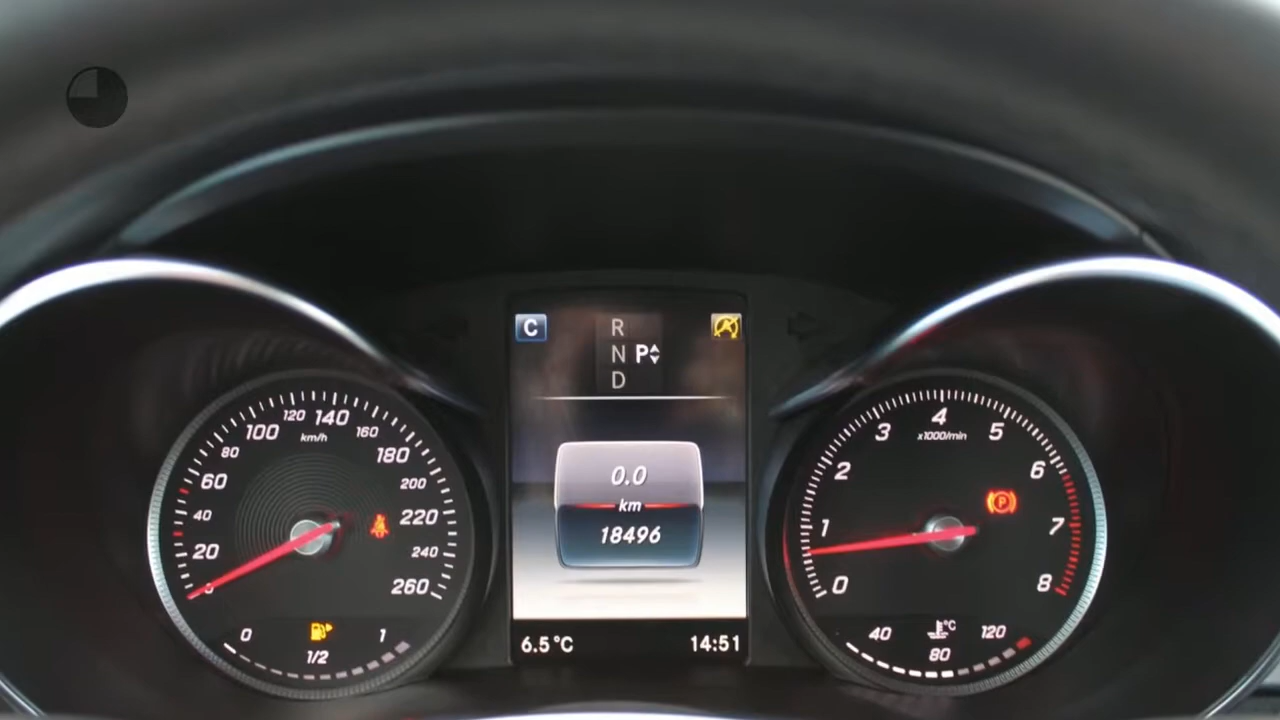 C
R
N P
D
0.0
km
18496
6.5°C 14:51
0 20 40 60 80 100 120 140 160 180 200 220 240 260
km/h
0 1/2 1
0 1 2 3 4 5 6 7 8
x1000/min
P
40 80 120
°C